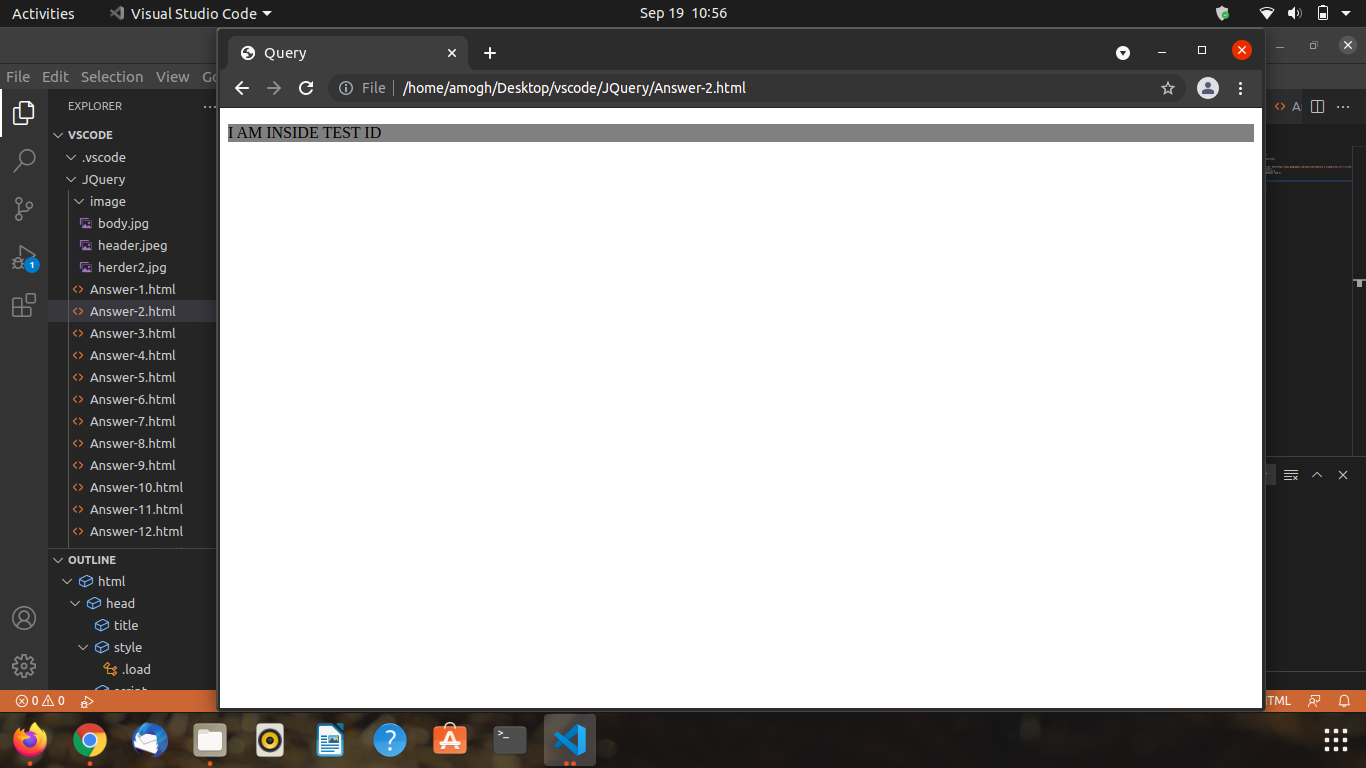 Activities
Visual Studio Code
Sep 19 10:56
Query
File Edit Selection View Go
File
/home/amogh/Desktop/vscode/JQuery/Answer-2.html
EXPLORER
A
I AM INSIDE TEST ID
VSCODE
.vscode
JQuery
image
body.jpg
header.jpeg
herder2.jpg
1
Answer-1.html
Answer-2.html
Answer-3.html
Answer-4.html
Answer-5.html
Answer-6.html
Answer-7.html
Answer-8.html
Answer-9.html
Answer-10.html
Answer-11.html
Answer-12.html
OUTLINE
html
head
title
style
.load
script
0 0
TML
>_